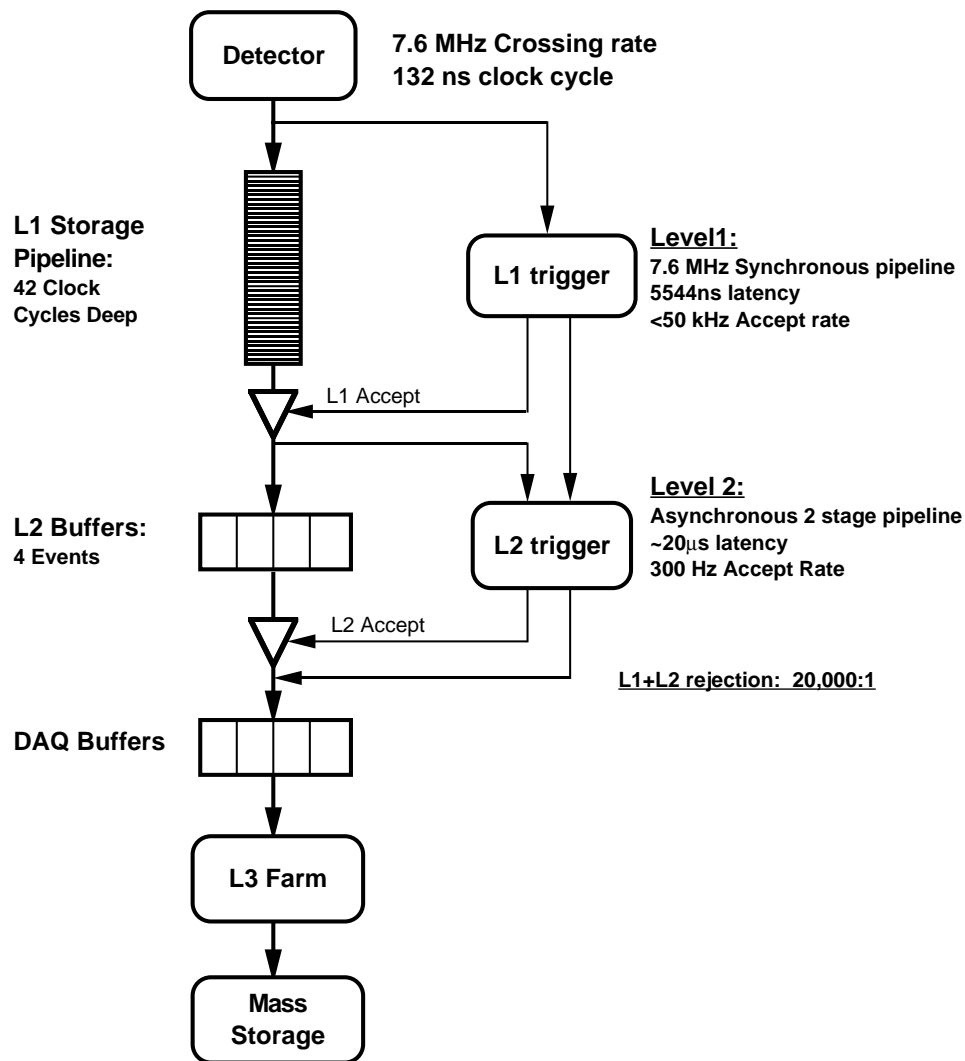 Detector
7.6 MHz Crossing rate
132 ns clock cycle
L1 Storage
Pipeline:
42 Clock
Cycles Deep
L1 trigger
Level1:
7.6 MHz Synchronous pipeline
5544ns latency
<50 kHz Accept rate
L1 Accept
L2 Buffers:
4 Events
L2 trigger
Level 2:
Asynchronous 2 stage pipeline
~20μs latency
300 Hz Accept Rate
L2 Accept
L1+L2 rejection:  20,000:1
DAQ Buffers
L3 Farm
Mass
Storage